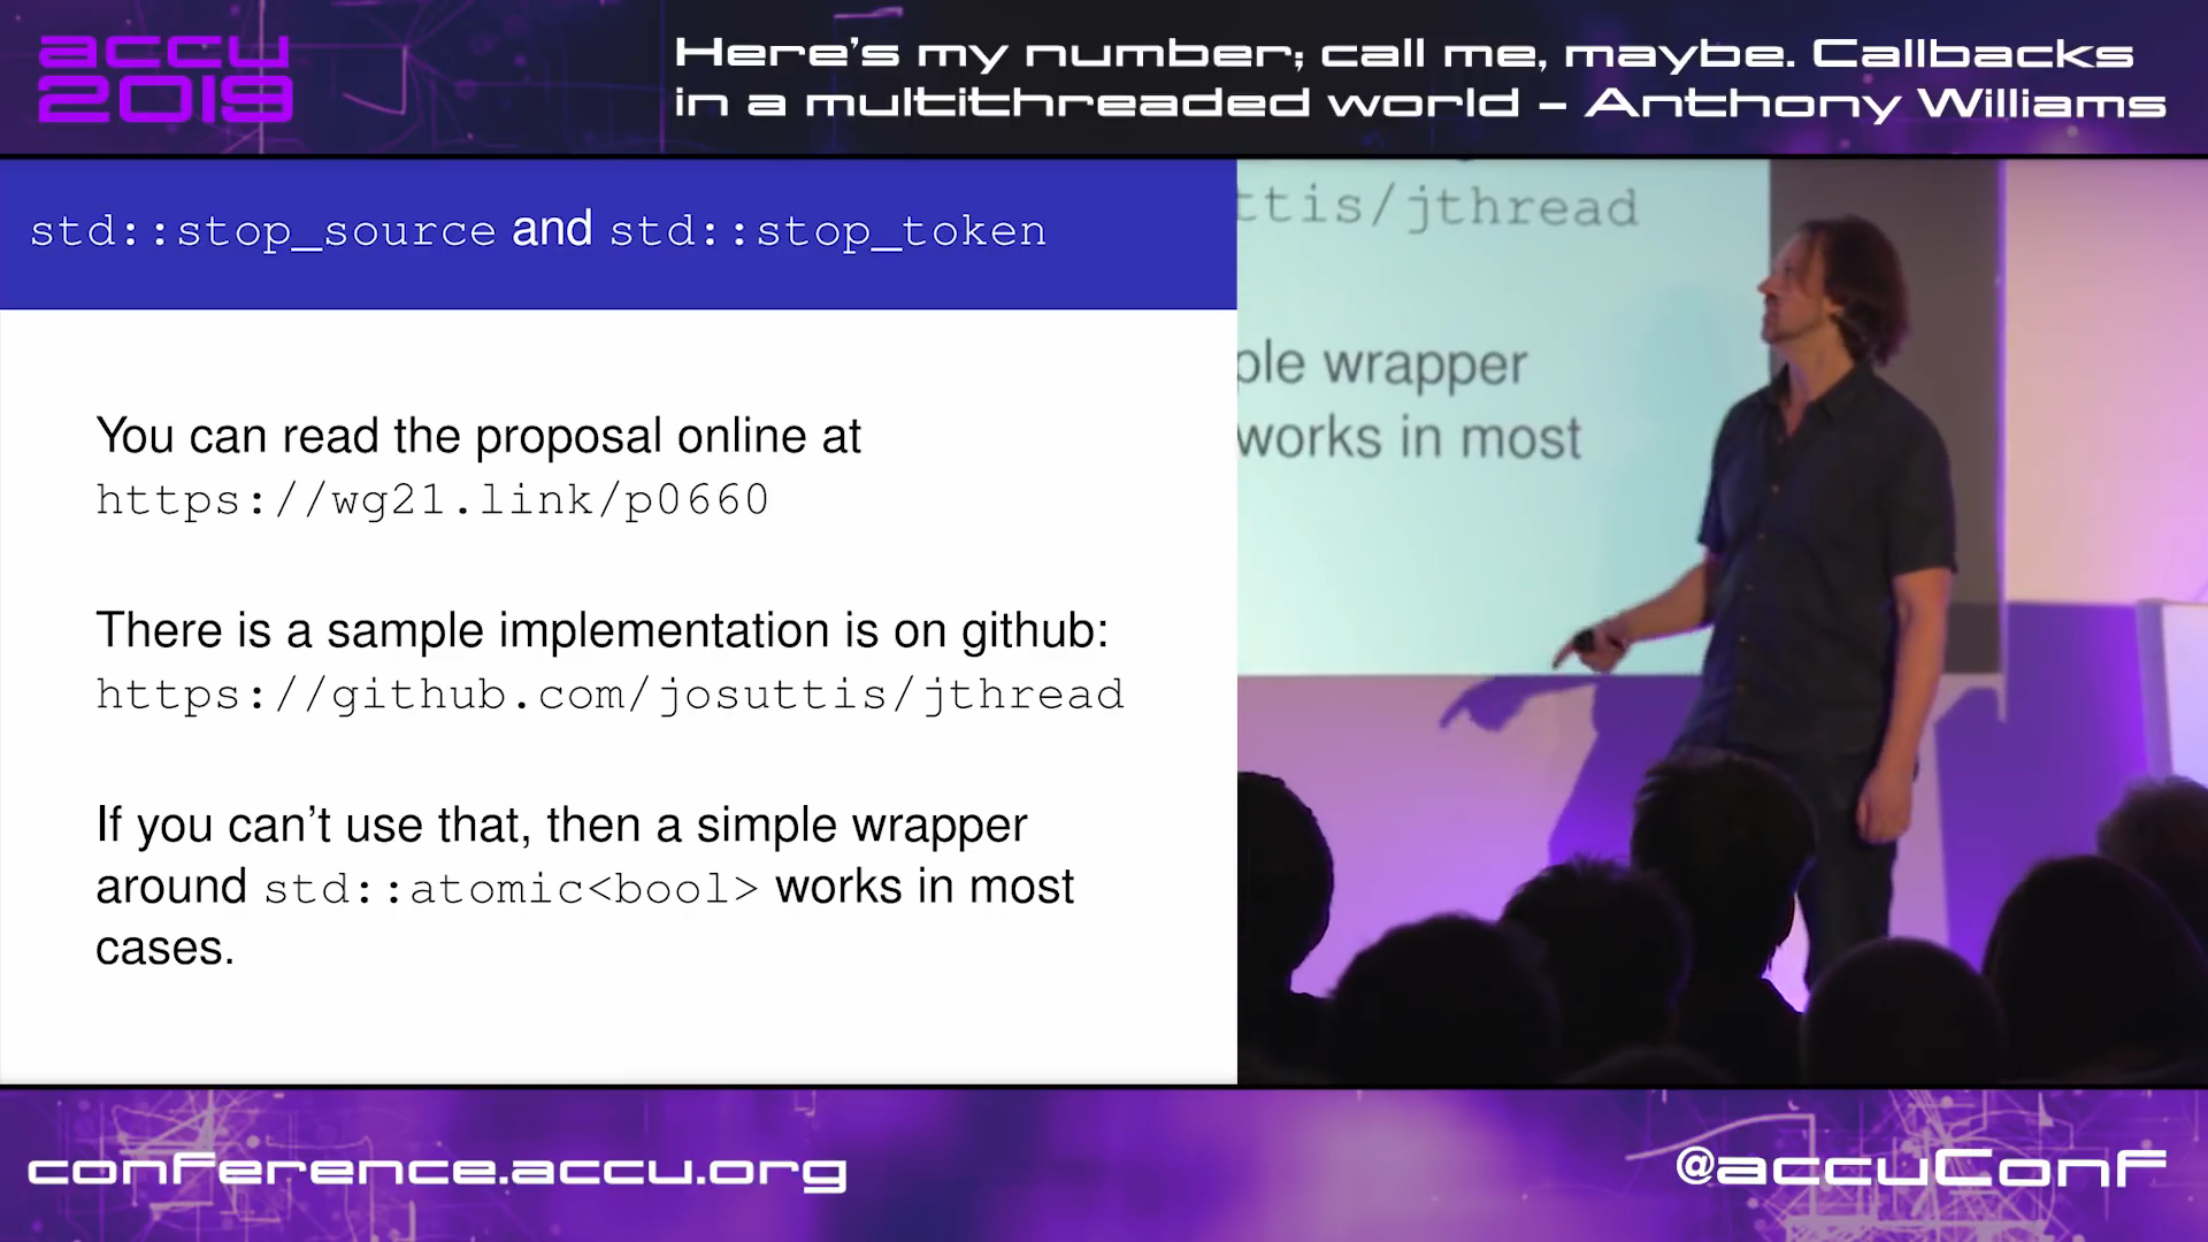 accu
2019
Here's my number; call me, maybe. Callbacks
in a multithreaded world – Anthony Williams
std::stop_source and std::stop_token
You can read the proposal online at
https://wg21.link/p0660
There is a sample implementation is on github:
https://github.com/josuttis/jthread
If you can't use that, then a simple wrapper
around std::atomic<bool> works in most
cases.
ttis/jthread
ple wrapper
works in most
conference.accu.org
@accuConf